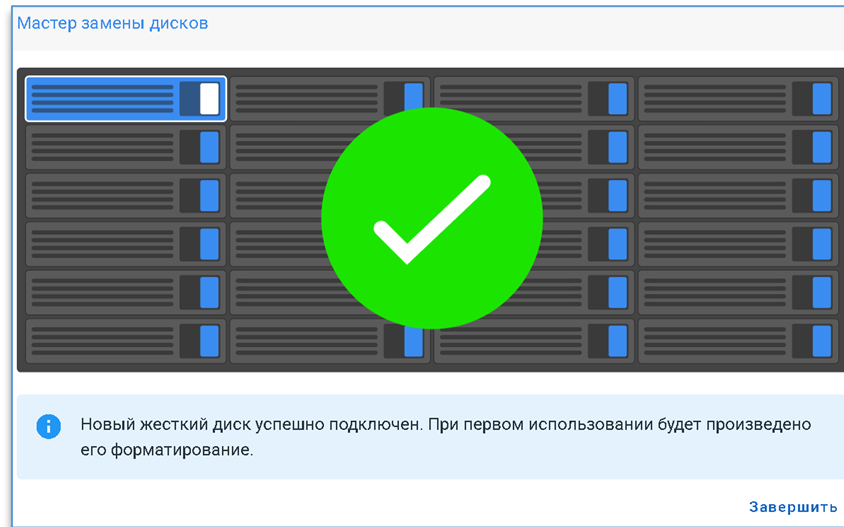 Мастер замены дисков
Новый жесткий диск успешно подключен. При первом использовании будет произведено
его форматирование.
Завершить